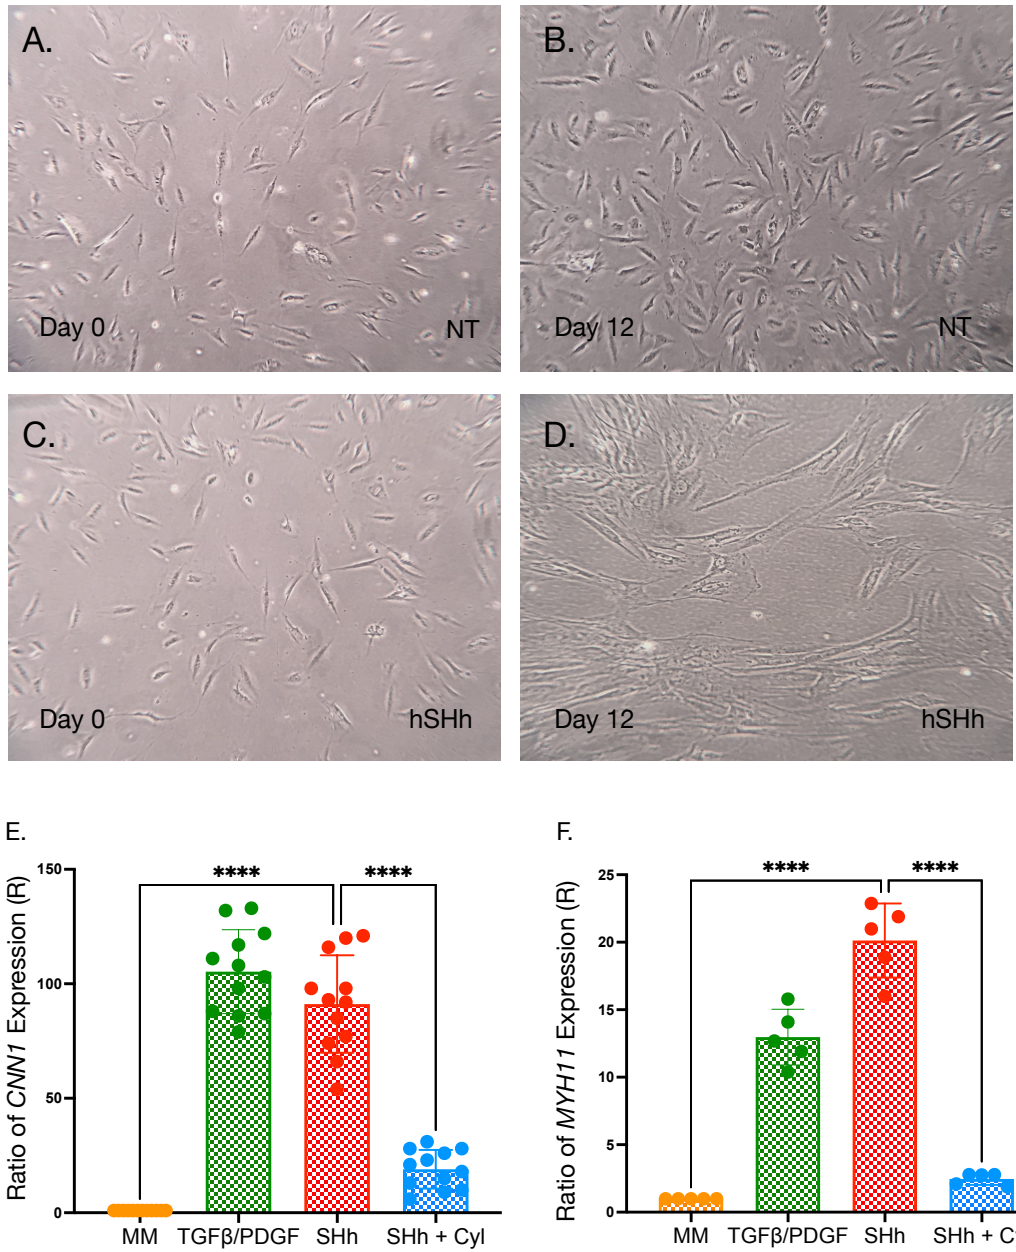 A.
Day 0
NT
B.
Day 12
NT
C.
Day 0
hSHh
D.
Day 12
hSHh
E.
Ratio of CNN1 Expression (R)
150
100
50
0
****
****
MM
TGFβ/PDGF
SHh
SHh + Cyl
F.
Ratio of MYH11 Expression (R)
25
20
15
10
5
0
****
****
MM
TGFβ/PDGF
SHh
SHh + C